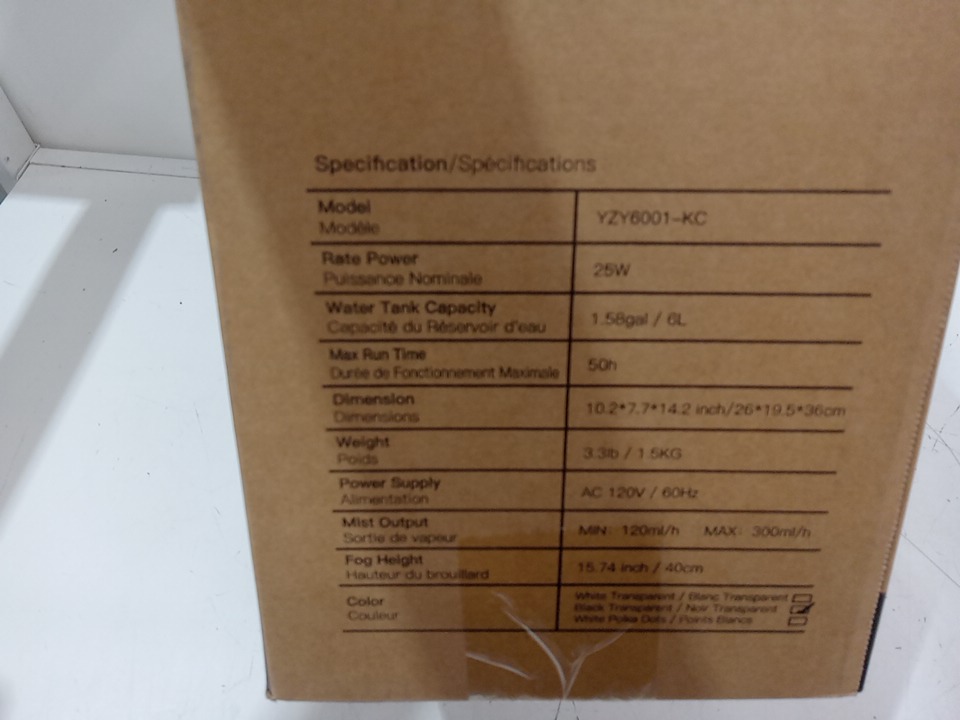 Specification/Spécifications
Model
Modèle
YZY6001-KC
Rate Power
Puissance Nominale
25W
Water Tank Capacity
Capacité du Réservoir d'eau
1.58gal / 6L
Max Run Time
Durée de Fonctionnement Maximale
50h
Dimension
Dimensions
10.2*7.7*14.2 inch/26*19.5*36cm
Weight
Poids
3.3lb / 1.5KG
Power Supply
Alimentation
AC 120V / 60Hz
Mist Output
Sortie de vapeur
MIN: 120ml/h MAX: 300ml/h
Fog Height
Hauteur du brouillard
15.74 inch / 40cm
Color
Couleur
White Transparent / Blanc Transparent
Black Transparent / Noir Transparent
White Polka Dots / Points Blancs